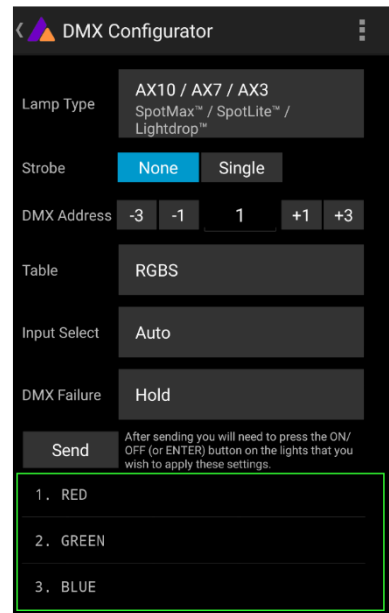 DMX Configurator
Lamp Type
AX10 / AX7 / AX3
SpotMax™ / SpotLite™ /
Lightdrop™
Strobe None Single
DMX Address -3 -1 1 +1 +3
Table RGBS
Input Select Auto
DMX Failure Hold
Send
After sending you will need to press the ON/
OFF (or ENTER) button on the lights that you
wish to apply these settings.
1. RED
2. GREEN
3. BLUE